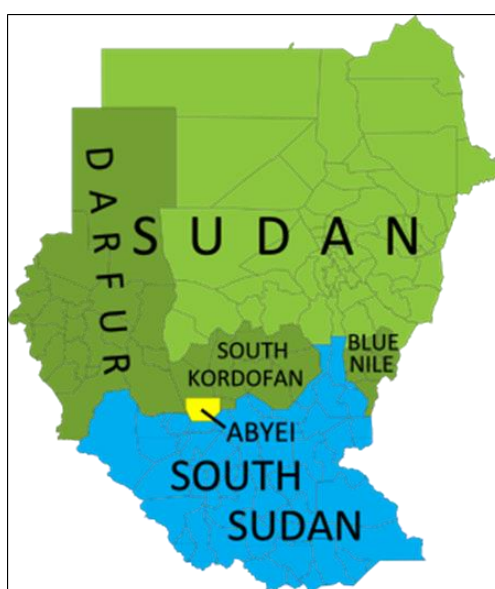 DARFUR
SUDAN
SOUTH
KORDOFAN
BLUE
NILE
ABYEI
SOUTH
SUDAN